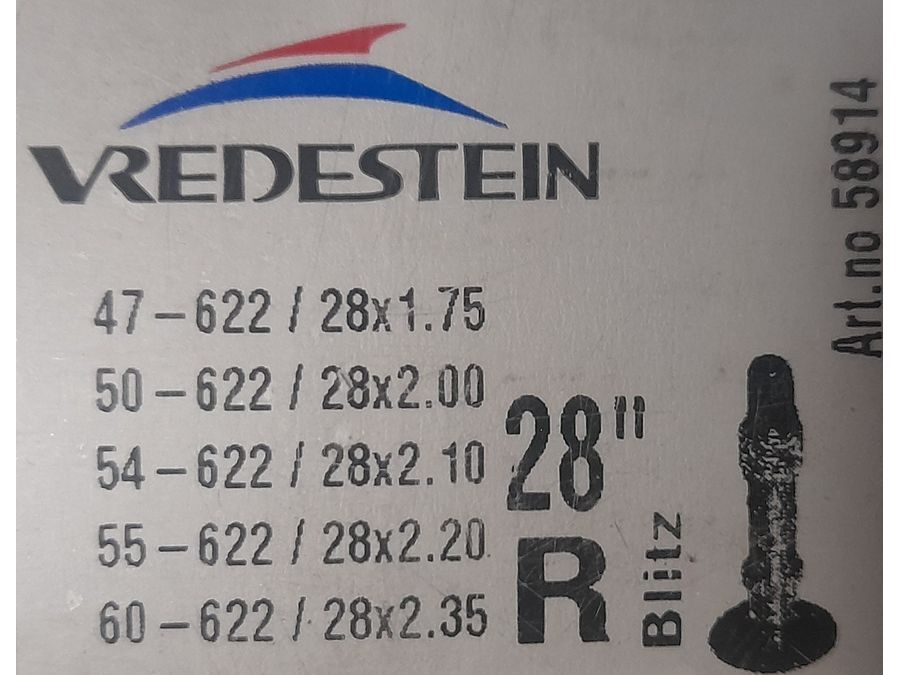 VREDESTEIN
47-622 / 28x1.75
50-622 / 28x2.00
54-622 / 28x2.10
55-622 / 28x2.20
60-622 / 28x2.35
28"
R
Blitz
Art.no 58914